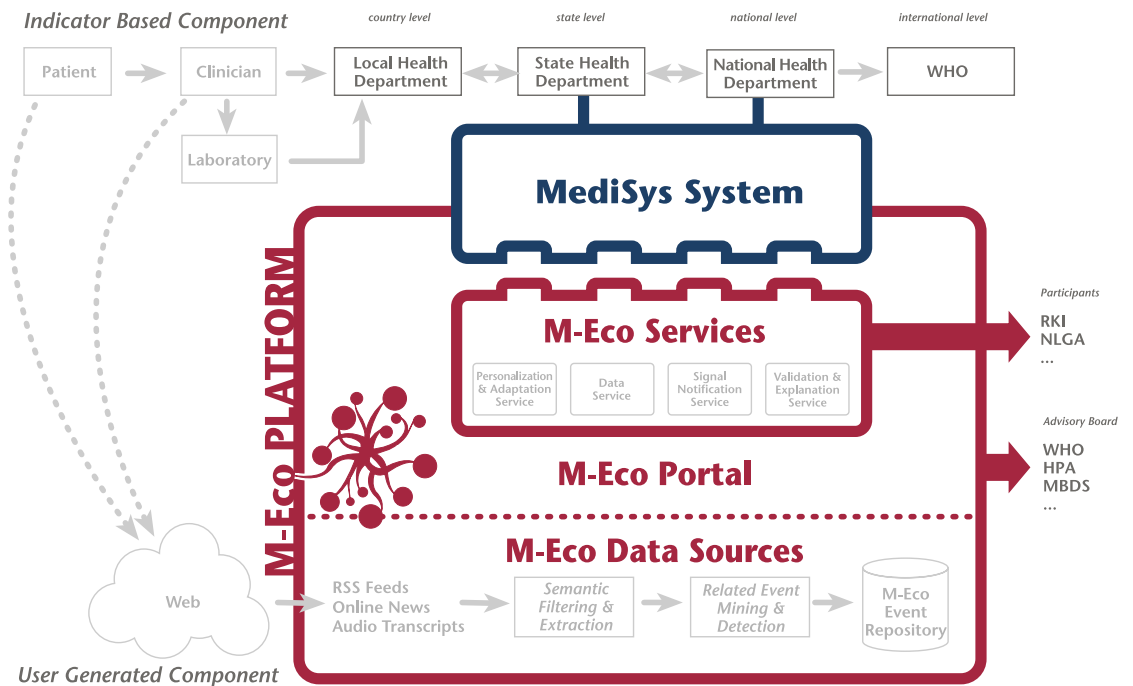 Indicator Based Component
country level
state level
national level
international level
Patient
Clinician
Local Health
Department
State Health
Department
National Health
Department
WHO
Laboratory
MediSys System
M-Eco PLATFORM
M-Eco Services
Personalization
& Adaptation
Service
Data
Service
Signal
Notification
Service
Validation &
Explanation
Service
Participants
RKI
NLGA
...
M-Eco Portal
Advisory Board
WHO
HPA
MBDS
...
M-Eco Data Sources
Web
RSS Feeds
Online News
Audio Transcripts
Semantic
Filtering &
Extraction
Related Event
Mining &
Detection
M-Eco
Event
Repository
User Generated Component